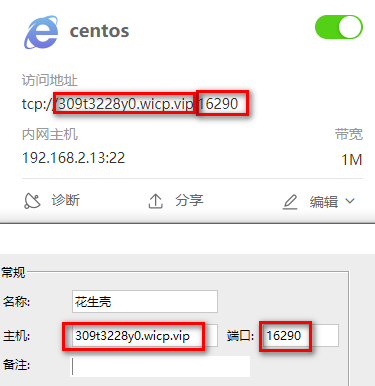 centos
访问地址
tcp://309t3228y0.wicp.vip:16290
内网主机 带宽
192.168.2.13:22 1M
诊断 分享 编辑
常规
名称: 花生壳
主机: 309t3228y0.wicp.vip 端口: 16290
备注: